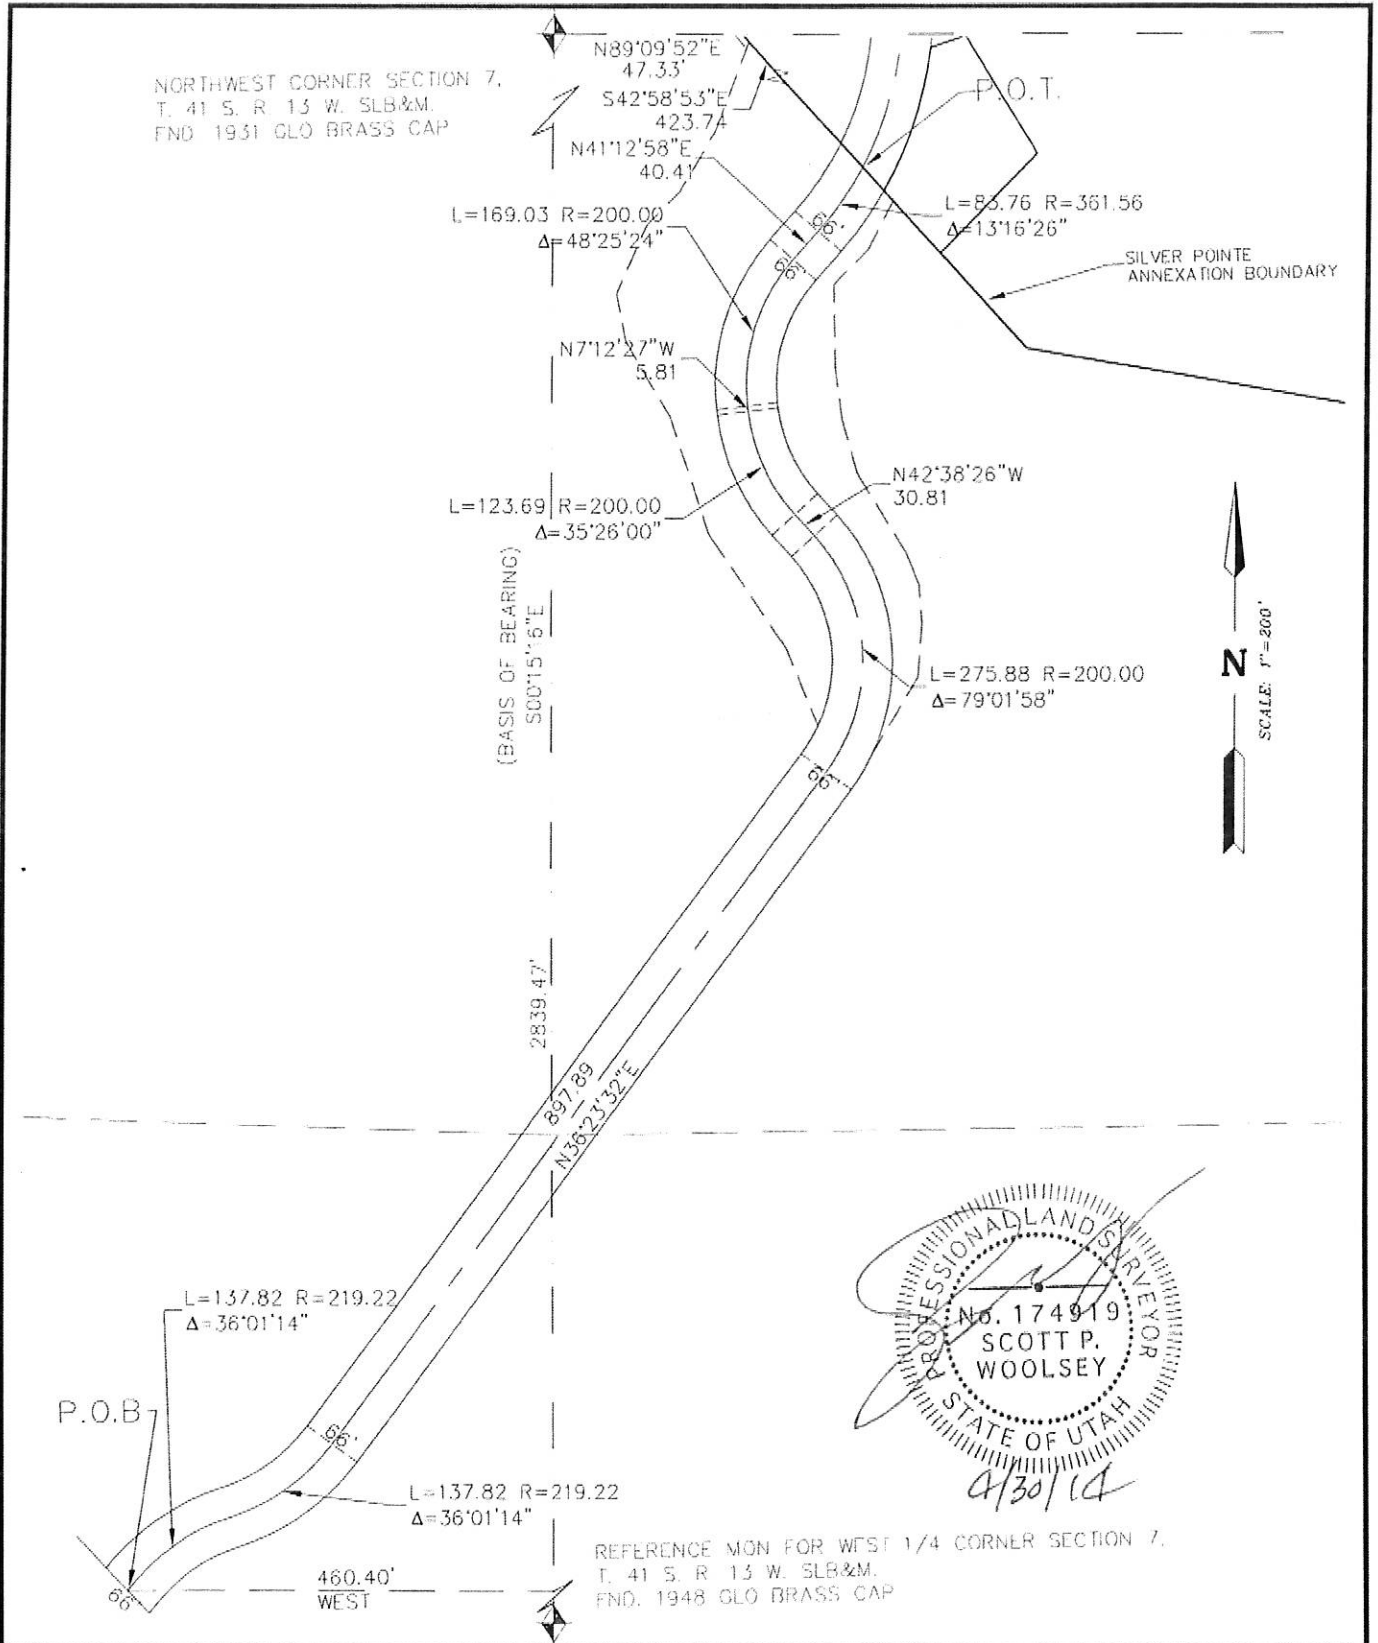 N89°09'52"E
47.33'
NORTHWEST CORNER SECTION 7,
T. 41 S. R 13 W. SLB&M.
FND 1931 GLO BRASS CAP
S42°58'53"E
423.74
P.O.T.
N41°12'58"E
40.41
L=169.03 R=200.00
Δ=48°25'24"
66'
66'
L=83.76 R=361.56
Δ=13°16'26"
SILVER POINTE
ANNEXATION BOUNDARY
N7°12'27"W
5.81
N42°38'26"W
30.81
L=123.69 R=200.00
Δ=35°26'00"
(BASIS OF BEARING)
S00°15'16"E
N
SCALE: 1"=200'
L=275.88 R=200.00
Δ=79°01'58"
66'
2839.47'
897.89
N36°23'32"E
L=137.82 R=219.22
Δ=36°01'14"
PROFESSIONAL LAND SURVEYOR
No. 174919
SCOTT P.
WOOLSEY
STATE OF UTAH
4/30/14
P.O.B
66'
L=137.82 R=219.22
Δ=36°01'14"
66'
460.40'
WEST
REFERENCE MON FOR WEST 1/4 CORNER SECTION 7,
T. 41 S. R 13 W. SLB&M.
FND. 1948 GLO BRASS CAP